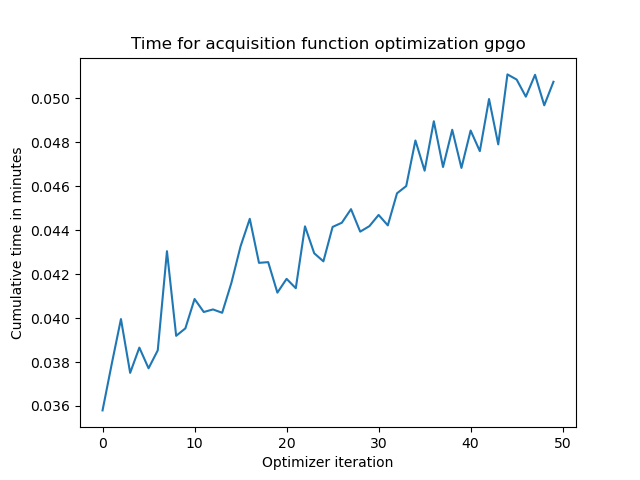 Time for acquisition function optimization gpgo
Cumulative time in minutes
0.050
0.048
0.046
0.044
0.042
0.040
0.038
0.036
0 10 20 30 40 50
Optimizer iteration